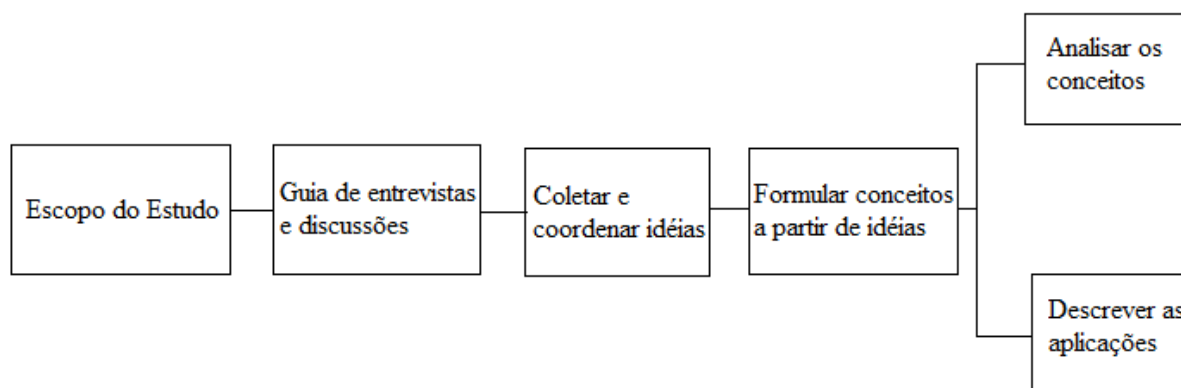 Escopo do Estudo
Guia de entrevistas
e discussões
Coletar e
coordenar idéias
Formular conceitos
a partir de idéias
Analisar os
conceitos
Descrever as
aplicações